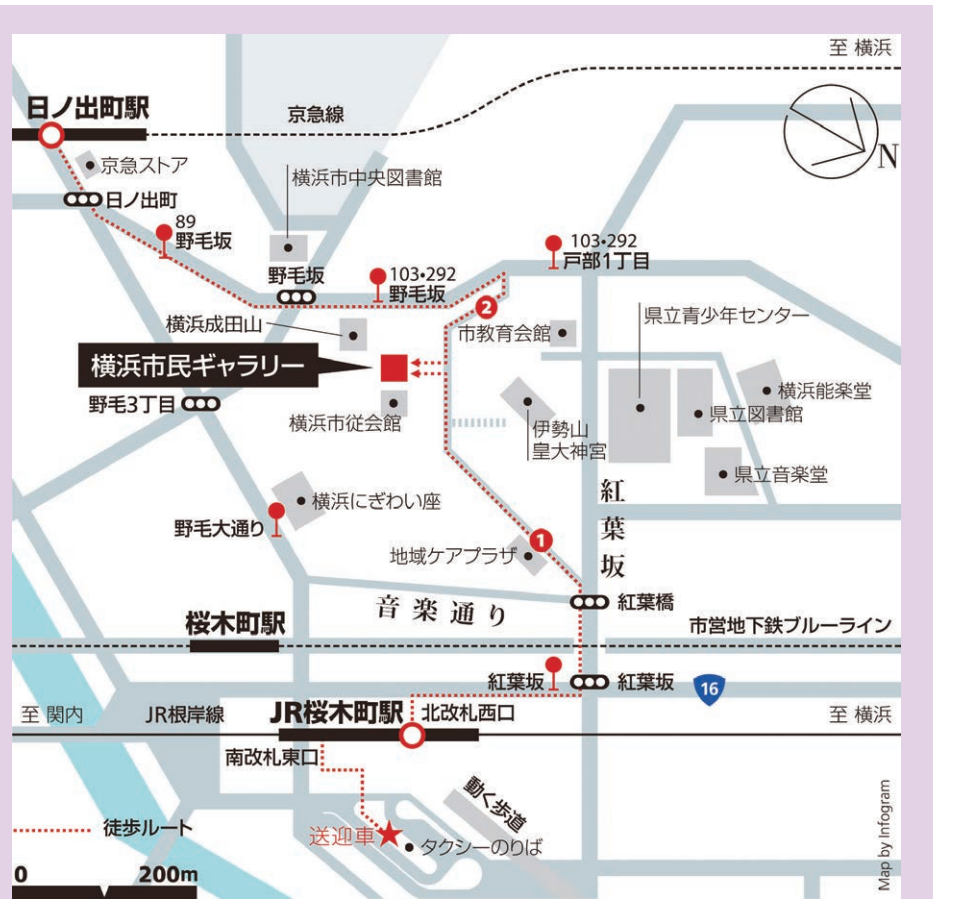 至 横浜
日ノ出町駅
京急線
N
京急ストア
横浜市中央図書館
日ノ出町
89
野毛坂
103・292
戸部1丁目
野毛坂
103・292
野毛坂
2
横浜成田山
市教育会館
県立青少年センター
横浜市民ギャラリー
横浜能楽堂
野毛3丁目
県立図書館
横浜市従会館
伊勢山
皇大神宮
県立音楽堂
横浜にぎわい座
紅葉坂
野毛大通り
1
地域ケアプラザ
音楽通り
紅葉橋
桜木町駅
市営地下鉄ブルーライン
紅葉坂
紅葉坂
16
至 関内
JR根岸線
JR桜木町駅
北改札西口
至 横浜
南改札東口
動く歩道
徒歩ルート
送迎車
タクシーのりば
0
200m
Map by Infogram